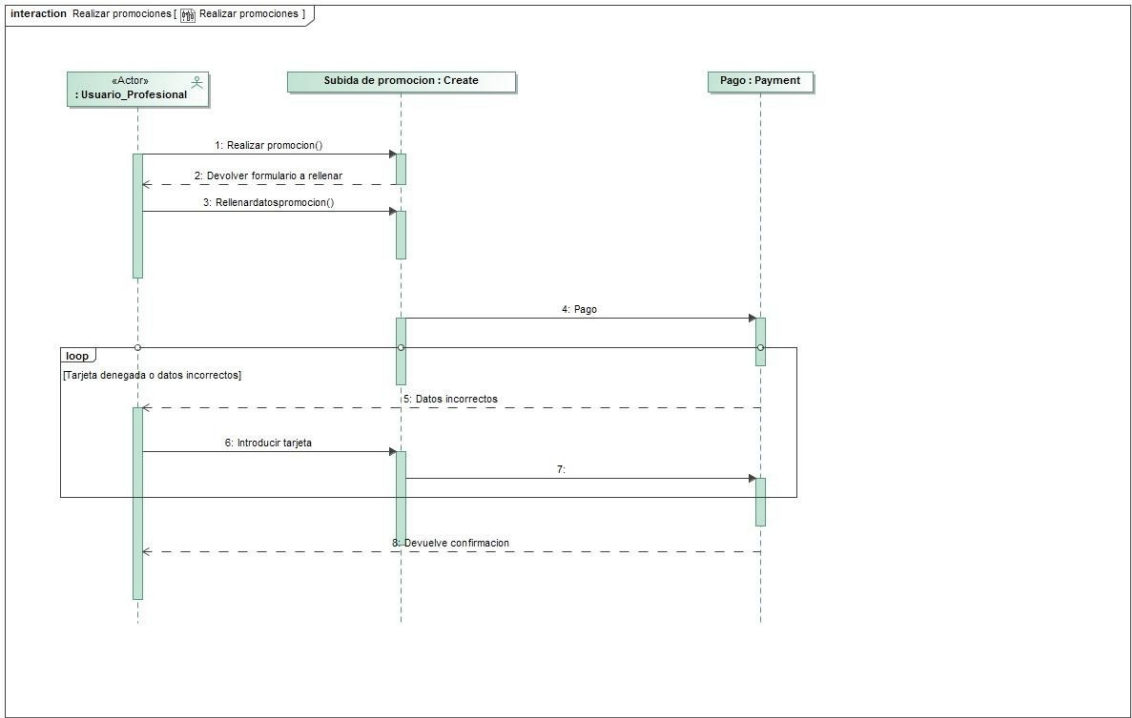 interaction Realizar promociones [ Realizar promociones ]
«Actor»
: Usuario_Profesional
Subida de promocion : Create
Pago : Payment
1: Realizar promocion()
2: Devolver formulario a rellenar
3: Rellenardatospromocion()
4: Pago
loop
[Tarjeta denegada o datos incorrectos]
5: Datos incorrectos
6: Introducir tarjeta
7:
8: Devuelve confirmacion